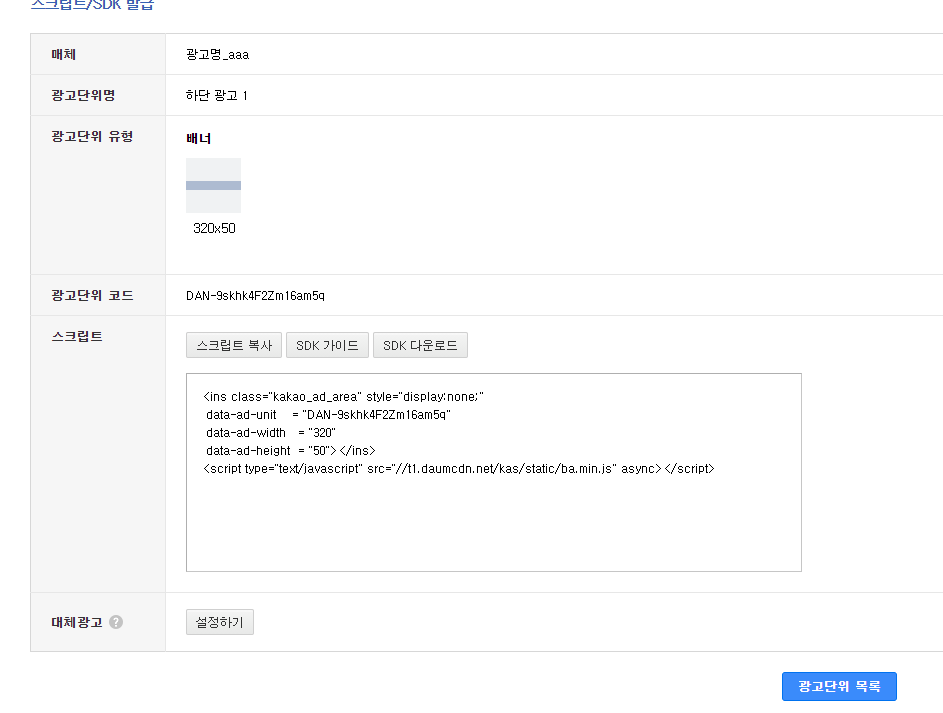 스크립트/SDK 발급
매체
광고명_aaa
광고단위명
하단 광고 1
광고단위 유형
배너
320x50
광고단위 코드
DAN-9skhk4F2Zm16am5q
스크립트
스크립트 복사 SDK 가이드 SDK 다운로드
<ins class="kakao_ad_area" style="display:none;"
data-ad-unit = "DAN-9skhk4F2Zm16am5q"
data-ad-width = "320"
data-ad-height = "50"></ins>
<script type="text/javascript" src="//t1.daumcdn.net/kas/static/ba.min.js" async></script>
대체광고 ?
설정하기
광고단위 목록